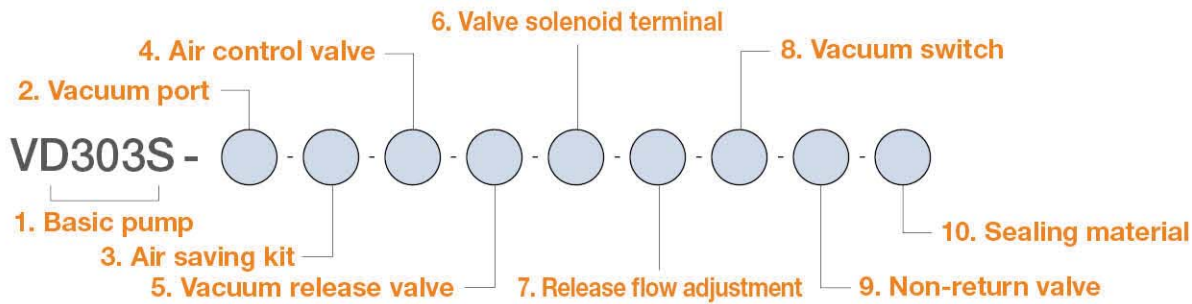 6. Valve solenoid terminal
4. Air control valve
8. Vacuum switch
2. Vacuum port
VD303S - - - - - - - - -
1. Basic pump
3. Air saving kit
10. Sealing material
5. Vacuum release valve
7. Release flow adjustment
9. Non-return valve